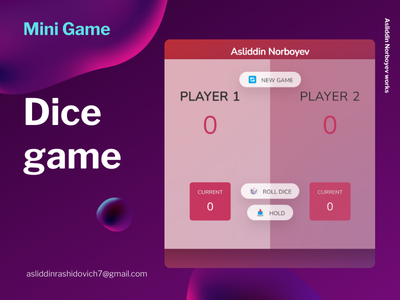 Mini Game
Dice
game
asliddinrashidovich7@gmail.com
Asliddin Norboyev
NEW GAME
PLAYER 1
0
PLAYER 2
0
CURRENT
0
ROLL DICE
HOLD
CURRENT
0
Asliddin Norboyev works